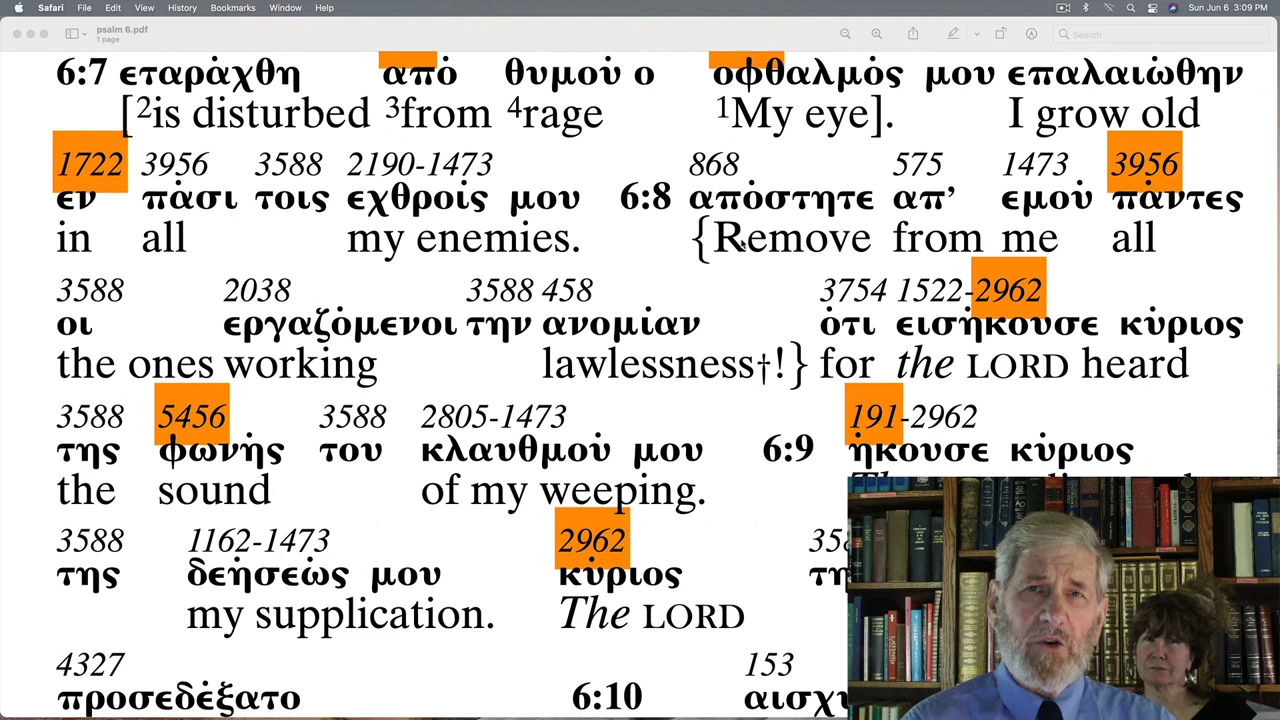 Safari File Edit View History Bookmarks Window Help Sun Jun 6 3:09 PM
psalm 6.pdf
1 page
Search
6:7 εταράχθη από θυμού ο οφθαλμός μου επαλαιώθην
[²is disturbed ³from ⁴rage ¹My eye]. I grow old
1722 3956 3588 2190-1473 868 575 1473 3956
εν πάσι τοις εχθροίς μου 6:8 απόστητε απ’ εμού πάντες
in all my enemies. {Remove from me all
3588 2038 3588 458 3754 1522-2962
οι εργαζόμενοι την ανομίαν ότι εισήκουσε κύριος
the ones working lawlessness†!} for the LORD heard
3588 5456 3588 2805-1473 191-2962
της φωνής του κλαυθμού μου 6:9 ήκουσε κύριος
the sound of my weeping.
3588 1162-1473 2962
της δεήσεώς μου κύριος
my supplication. The LORD
4327 153
προσεδέξατο 6:10